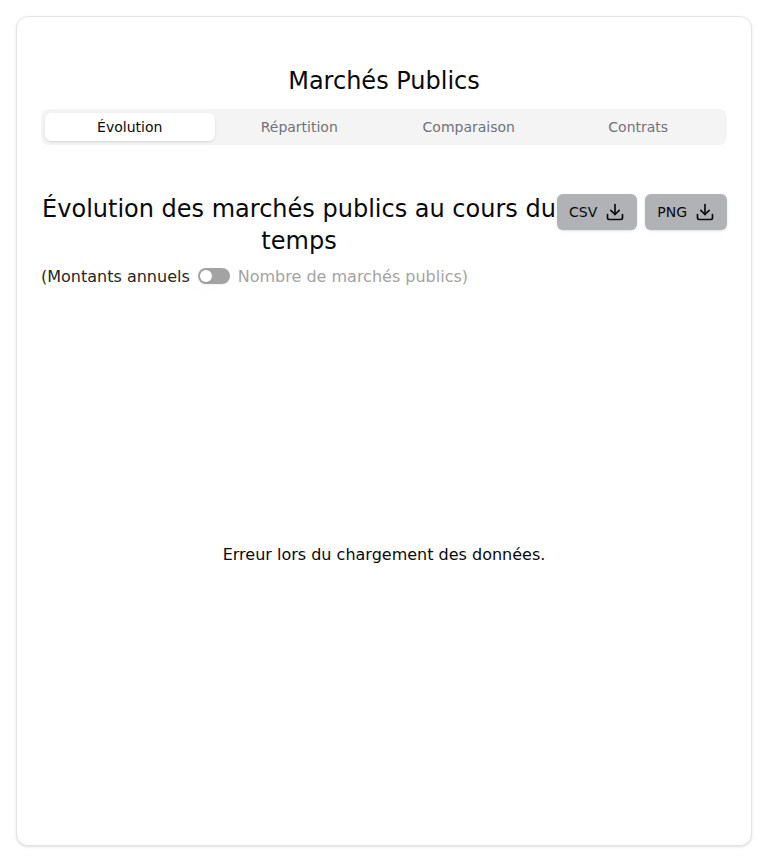 Marchés Publics
Évolution
Répartition
Comparaison
Contrats
Évolution des marchés publics au cours du
temps
CSV
PNG
(Montants annuels
Nombre de marchés publics)
Erreur lors du chargement des données.